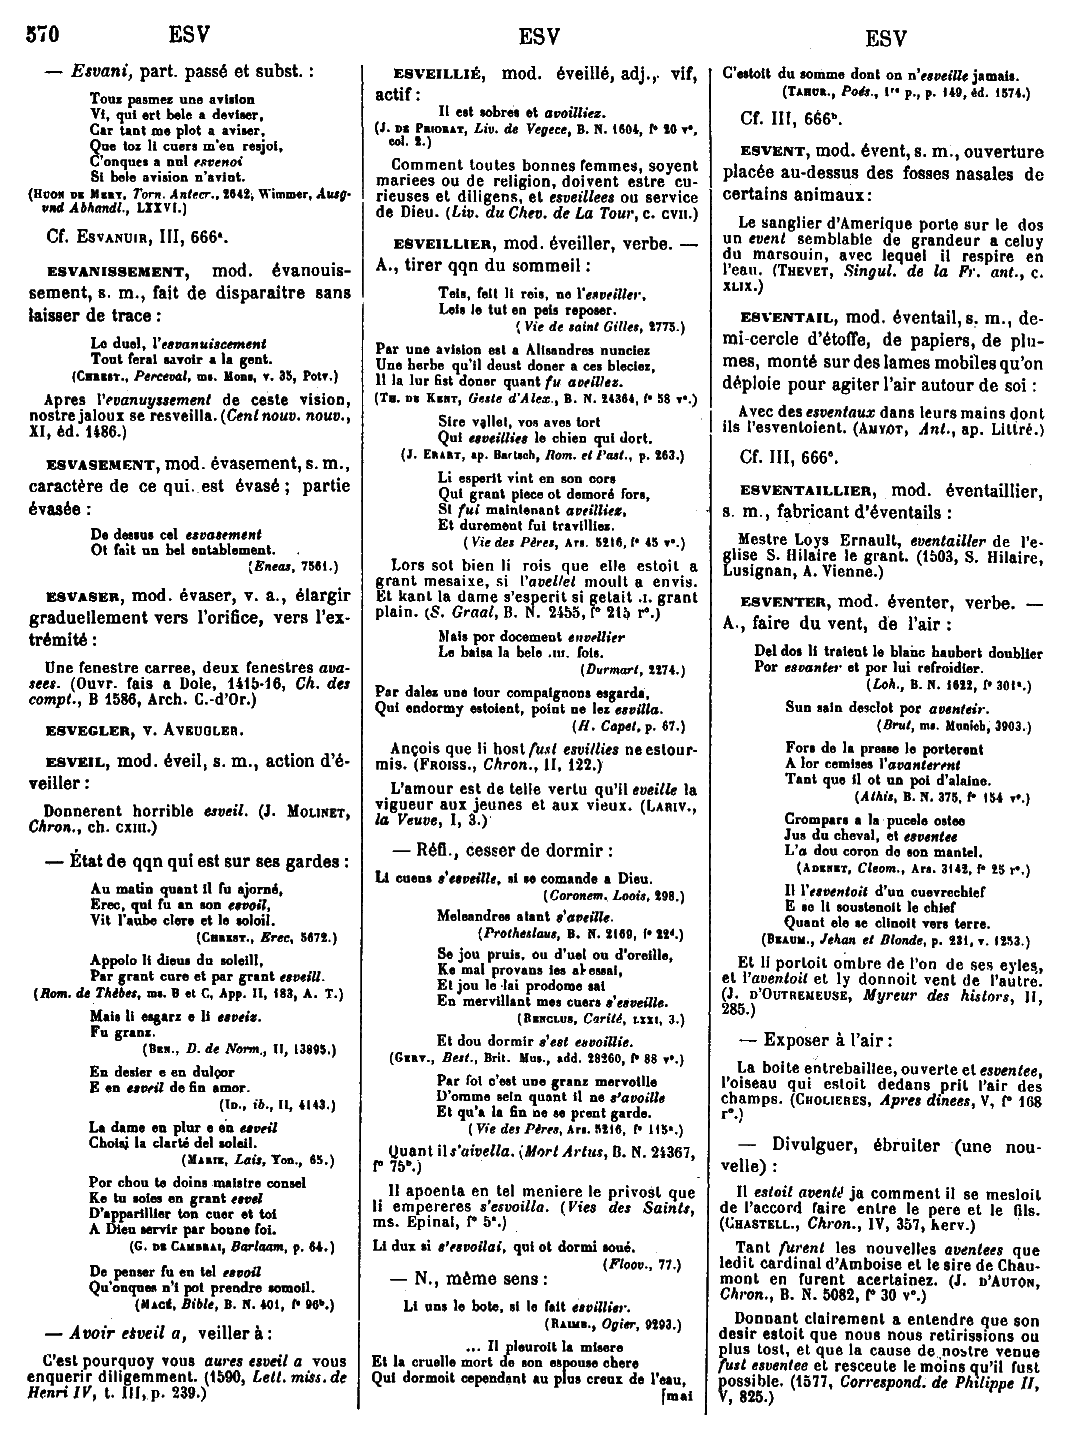 570 ESV ESV ESV
— Esvani, part. passé et subst. :
Touz pasmez une avision
Vi, qui ert bele a deviser,
Car tant me plot a aviser,
Que toz li cuers m'en resjoi,
C'onques a nul esvenoi
Si bele avision n'avint.
(HUON DE MERY, Torn. Antecr., 2642, Wimmer, Ausg.
und Abhandl., LXXVI.)
Cf. ESVANUIR, III, 666ᵃ.
ESVANISSEMENT, mod. évanouis-
sement, s. m., fait de disparaitre sans
laisser de trace :
Le duel, l'esvanuiscement
Tout ferai savoir a la gent.
(CHREST., Perceval, ms. Mons, v. 35, Potv.)
Apres l'evanuyssement de ceste vision,
nostre jaloux se resveilla. (Cent nouv. nouv.,
XI, éd. 1486.)
ESVASEMENT, mod. évasement, s. m.,
caractère de ce qui est évasé ; partie
évasée :
De dessus cel esvasement
Ot fait un bel entablement.
(Eneas, 7561.)
ESVASER, mod. évaser, v. a., élargir
graduellement vers l'orifice, vers l'ex-
trémité :
Une fenestre carree, deux fenestres ava-
sees. (Ouvr. fais a Dole, 1415-16, Ch. des
compt., B 1586, Arch. C.-d'Or.)
ESVEGLER, V. AVEUGLER.
ESVEIL, mod. éveil, s. m., action d'é-
veiller :
Donnerent horrible esveil. (J. MOLINET,
Chron., ch. CXIII.)
— État de qqn qui est sur ses gardes :
Au matin quant il fu ajorné,
Erec, qui fu an son esvoil,
Vit l'aube clere et le soloil.
(CHREST., Erec, 5672.)
Appolo li dieus du soleill,
Par grant cure et par grant esveill.
(Rom. de Thèbes, ms. B et C, App. II, 183, A. T.)
Mais li esgarz e li esveiz.
Fu granz.
(BEN., D. de Norm., II, 13895.)
En desier e en dulçor
E en esveil de fin amor.
(ID., ib., II, 4143.)
La dame en plur e en esveil
Choisi la clarté del soleil.
(MARIE, Lais, Yon., 65.)
Por chou te doins maistre consel
Ke tu soies en grant esvel
D'apparillier ton cuer et toi
A Dieu servir par bonne foi.
(G. DE CAMBRAI, Barlaam, p. 64.)
De penser fu en tel esvoil
Qu'onques n'i pot prendre somoil.
(MACÉ, Bible, B. N. 401, fᵒ 96ᵇ.)
— Avoir esveil a, veiller à :
C'est pourquoy vous aures esveil a vous
enquerir diligemment. (1590, Lett. miss. de
Henri IV, t. III, p. 239.)
ESVEILLIÉ, mod. éveillé, adj., vif,
actif :
Il est sobres et avoilliez.
(J. DE PRIORAT, Liv. de Vegece, B. N. 1604, fᵒ 20 vᵒ,
col. 2.)
Comment toutes bonnes femmes, soyent
mariees ou de religion, doivent estre cu-
rieuses et diligens, et esveillees ou service
de Dieu. (Liv. du Chev. de La Tour, c. CVII.)
ESVEILLIER, mod. éveiller, verbe. —
A., tirer qqn du sommeil :
Teis, feit li reis, ne l'esveiller,
Leis le tut en peis reposer.
(Vie de saint Gilles, 2775.)
Par une avision est a Alisandres nunciez
Une herbe qu'il deust doner a ces bleciez,
Il la lur fist doner quant fu aveillez.
(TH. DE KENT, Geste d'Alex., B. N. 24364, fᵒ 58 vᵒ.)
Sire vallet, vos aves tort
Qui esveillies le chien qui dort.
(J. ERART, ap. Bartsch, Rom. et Past., p. 263.)
Li esperit vint en son cors
Qui grant piece ot demoré fors,
Si fui maintenant aveilliez,
Et durement fui travilliez.
(Vie des Pères, Ars. 5216, fᵒ 45 vᵒ.)
Lors sot bien li rois que elle estoit a
grant mesaixe, si l'avellet moult a envis.
Et kant la dame s'esperit si getait .I. grant
plain. (S. Graal, B. N. 2455, fᵒ 215 rᵒ.)
Mais por docement envellier
Le baisa la bele .III. fois.
(Durmart, 2274.)
Par dalez une tour compaignons esgarda,
Qui endormy estoient, point ne lez esvilla.
(H. Capet, p. 67.)
Ançois que li host fust esvillies ne estour-
mis. (FROISS., Chron., II, 122.)
L'amour est de telle vertu qu'il eveille la
vigueur aux jeunes et aux vieux. (LARIV.,
la Veuve, I, 3.)
— Réfl., cesser de dormir :
Li cuens s'esveille, si se comande a Dieu.
(Coronem. Loois, 298.)
Meleandres atant s'aveille.
(Protheslaus, B. N. 2169, fᵒ 22ᵈ.)
Se jou pruis, ou d'uel ou d'oreille,
Ke mal provans les al essai,
Et jou le lai prodome sai
En mervillant mes cuers s'esveille.
(RENCLUS, Carité, LXXI, 3.)
Et dou dormir s'est esvoillie.
(GERV., Best., Brit. Mus., add. 28260, fᵒ 88 vᵒ.)
Par foi c'est une granz mervoille
D'omme sein quant il ne s'avoille
Et qu'a la fin ne se prent garde.
(Vie des Pères, Ars. 5216, fᵒ 115ᵃ.)
Quant il s'aivella. (Mort Artus, B. N. 24367,
fᵒ 75ᵇ.)
Il apoenta en tel meniere le privost que
li empereres s'esvoilla. (Vies des Saints,
ms. Epinal, fᵒ 5ᵃ.)
Li dux si s'esvoilai, qui ot dormi soué.
(Floov., 77.)
— N., même sens :
Li uns le bote, si le fait esvillier.
(RAIMB., Ogier, 9293.)
... Il pleuroit la misere
Et la cruelle mort de son espouse chere
Qui dormoit cependant au plus creux de l'eau,
[mai
C'estoit du somme dont on n'esveille jamais.
(TAHUR., Poés., 1ʳᵉ p., p. 149, éd. 1574.)
Cf. III, 666ᵇ.
ESVENT, mod. évent, s. m., ouverture
placée au-dessus des fosses nasales de
certains animaux :
Le sanglier d'Amerique porte sur le dos
un event semblable de grandeur a celuy
du marsouin, avec lequel il respire en
l'eau. (THEVET, Singul. de la Fr. ant., c.
XLIX.)
ESVENTAIL, mod. éventail, s. m., de-
mi-cercle d'étoffe, de papiers, de plu-
mes, monté sur des lames mobiles qu'on
déploie pour agiter l'air autour de soi :
Avec des esventaux dans leurs mains dont
ils l'esventoient. (AMYOT, Ant., ap. Littré.)
Cf. III, 666ᶜ.
ESVENTAILLIER, mod. éventaillier,
s. m., fabricant d'éventails :
Mestre Loys Ernault, eventailler de l'e-
glise S. Hilaire le grant. (1503, S. Hilaire,
Lusignan, A. Vienne.)
ESVENTER, mod. éventer, verbe. —
A., faire du vent, de l'air :
Del dos li traient le blanc haubert doublier
Por esvanter et por lui refroidier.
(Loh., B. N. 1622, fᵒ 301ᵃ.)
Sun sain desclot por aventeir.
(Brut, ms. Munich, 3903.)
Fors de la presse le porterent
A lor cemises l'avanterent
Tant que il ot un poi d'alaine.
(Athis, B. N. 375, fᵒ 154 vᵒ.)
Crompars a la pucele ostee
Jus du cheval, et esventee
L'a dou coron de son mantel.
(ADENET, Cleom., Ars. 3142, fᵒ 25 rᵒ.)
Il l'esventoit d'un cuevrechief
E se li soustenoit le chief
Quant ele se clinoit vers terre.
(BEAUM., Jehan et Blonde, p. 231, v. 1253.)
Et li portoit ombre de l'on de ses eyles,
et l'aventoit et ly donnoit vent de l'autre.
(J. D'OUTREMEUSE, Myreur des histors, II,
285.)
— Exposer à l'air :
La boite entrebaillee, ouverte et esventee,
l'oiseau qui estoit dedans prit l'air des
champs. (CHOLIERES, Apres dinees, V, fᵒ 168
rᵒ.)
— Divulguer, ébruiter (une nou-
velle) :
Il estoit aventé ja comment il se mesloit
de l'accord faire entre le pere et le fils.
(CHASTELL., Chron., IV, 357, Kerv.)
Tant furent les nouvelles aventees que
ledit cardinal d'Amboise et le sire de Chau-
mont en furent acertainez. (J. D'AUTON,
Chron., B. N. 5082, fᵒ 30 vᵒ.)
Donnant clairement a entendre que son
desir estoit que nous nous retirissions ou
plus tost, et que la cause de nostre venue
fust esventee et resceute le moins qu'il fust
possible. (1577, Correspond. de Philippe II,
V, 825.)